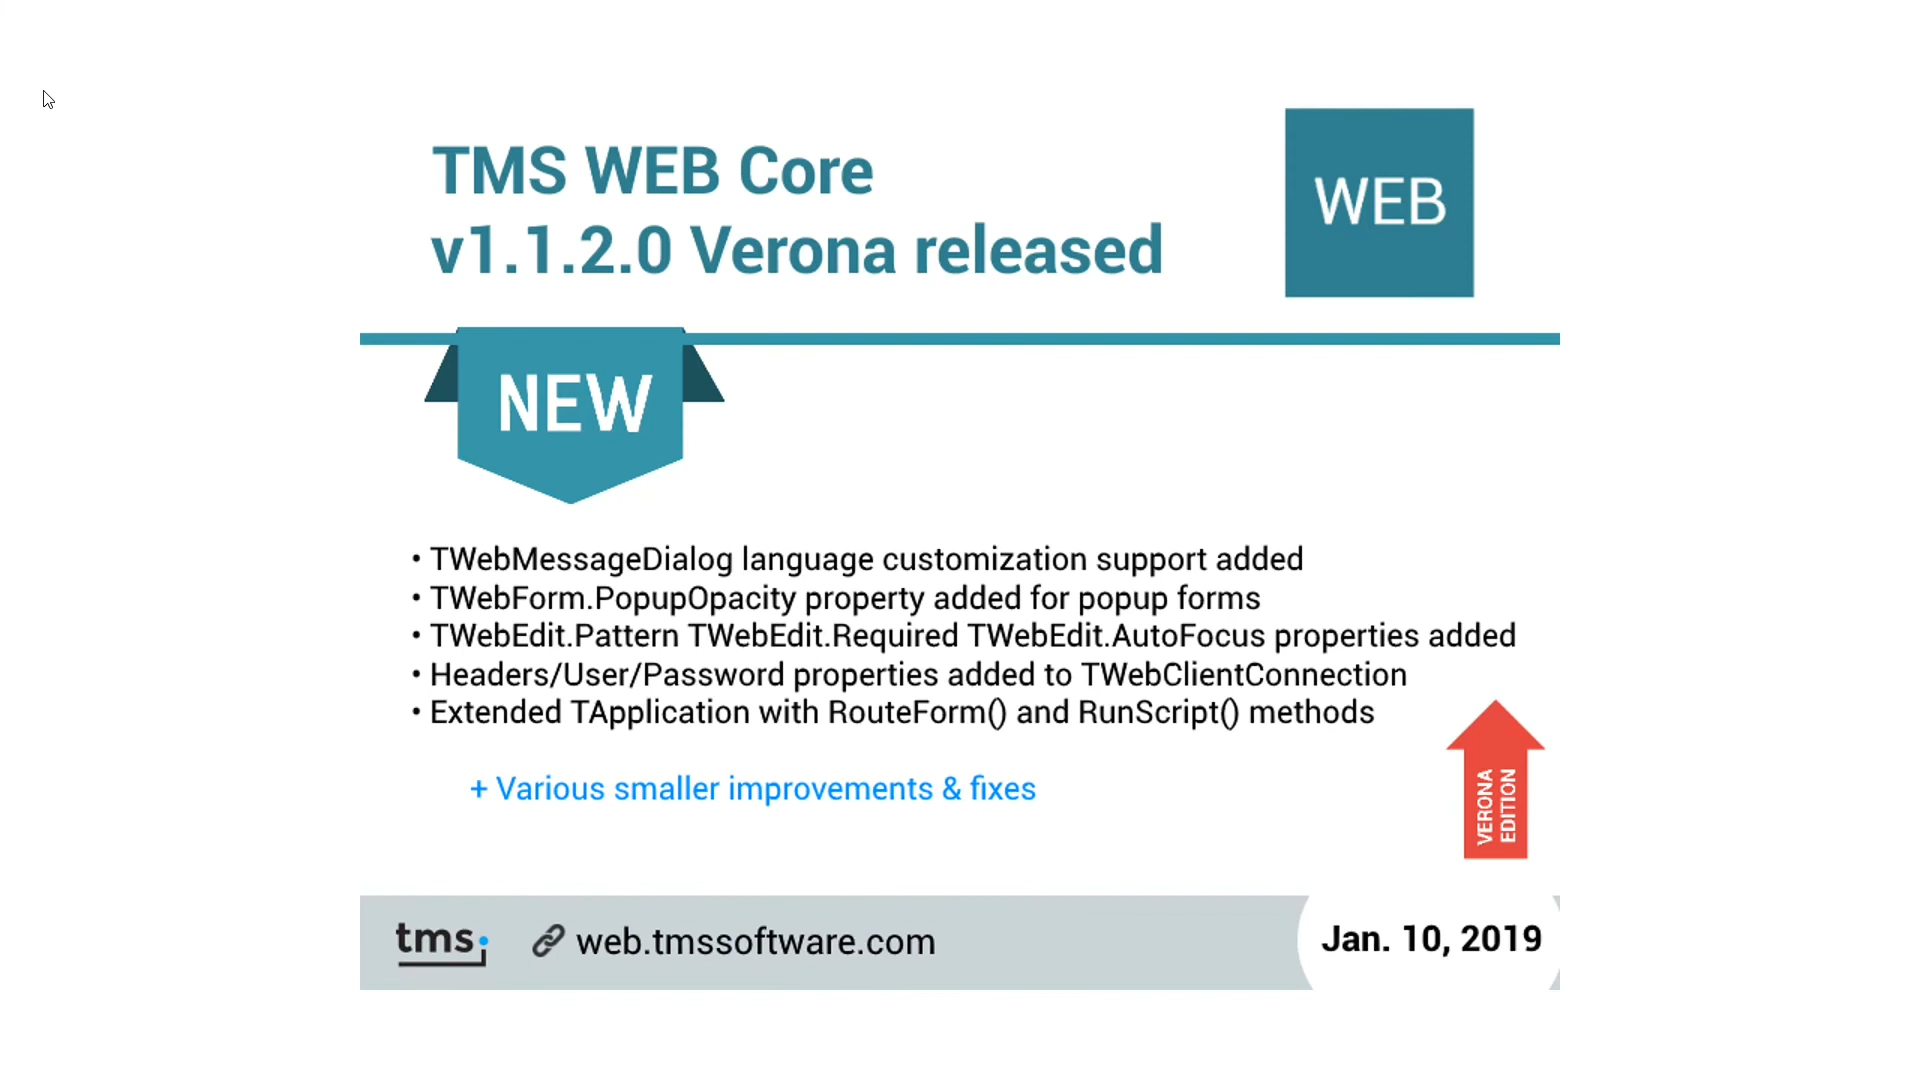 TMS WEB Core
v1.1.2.0 Verona released
WEB
NEW
• TWebMessageDialog language customization support added
• TWebForm.PopupOpacity property added for popup forms
• TWebEdit.Pattern TWebEdit.Required TWebEdit.AutoFocus properties added
• Headers/User/Password properties added to TWebClientConnection
• Extended TApplication with RouteForm() and RunScript() methods
+ Various smaller improvements & fixes
VERONA
EDITION
tms
web.tmssoftware.com
Jan. 10, 2019